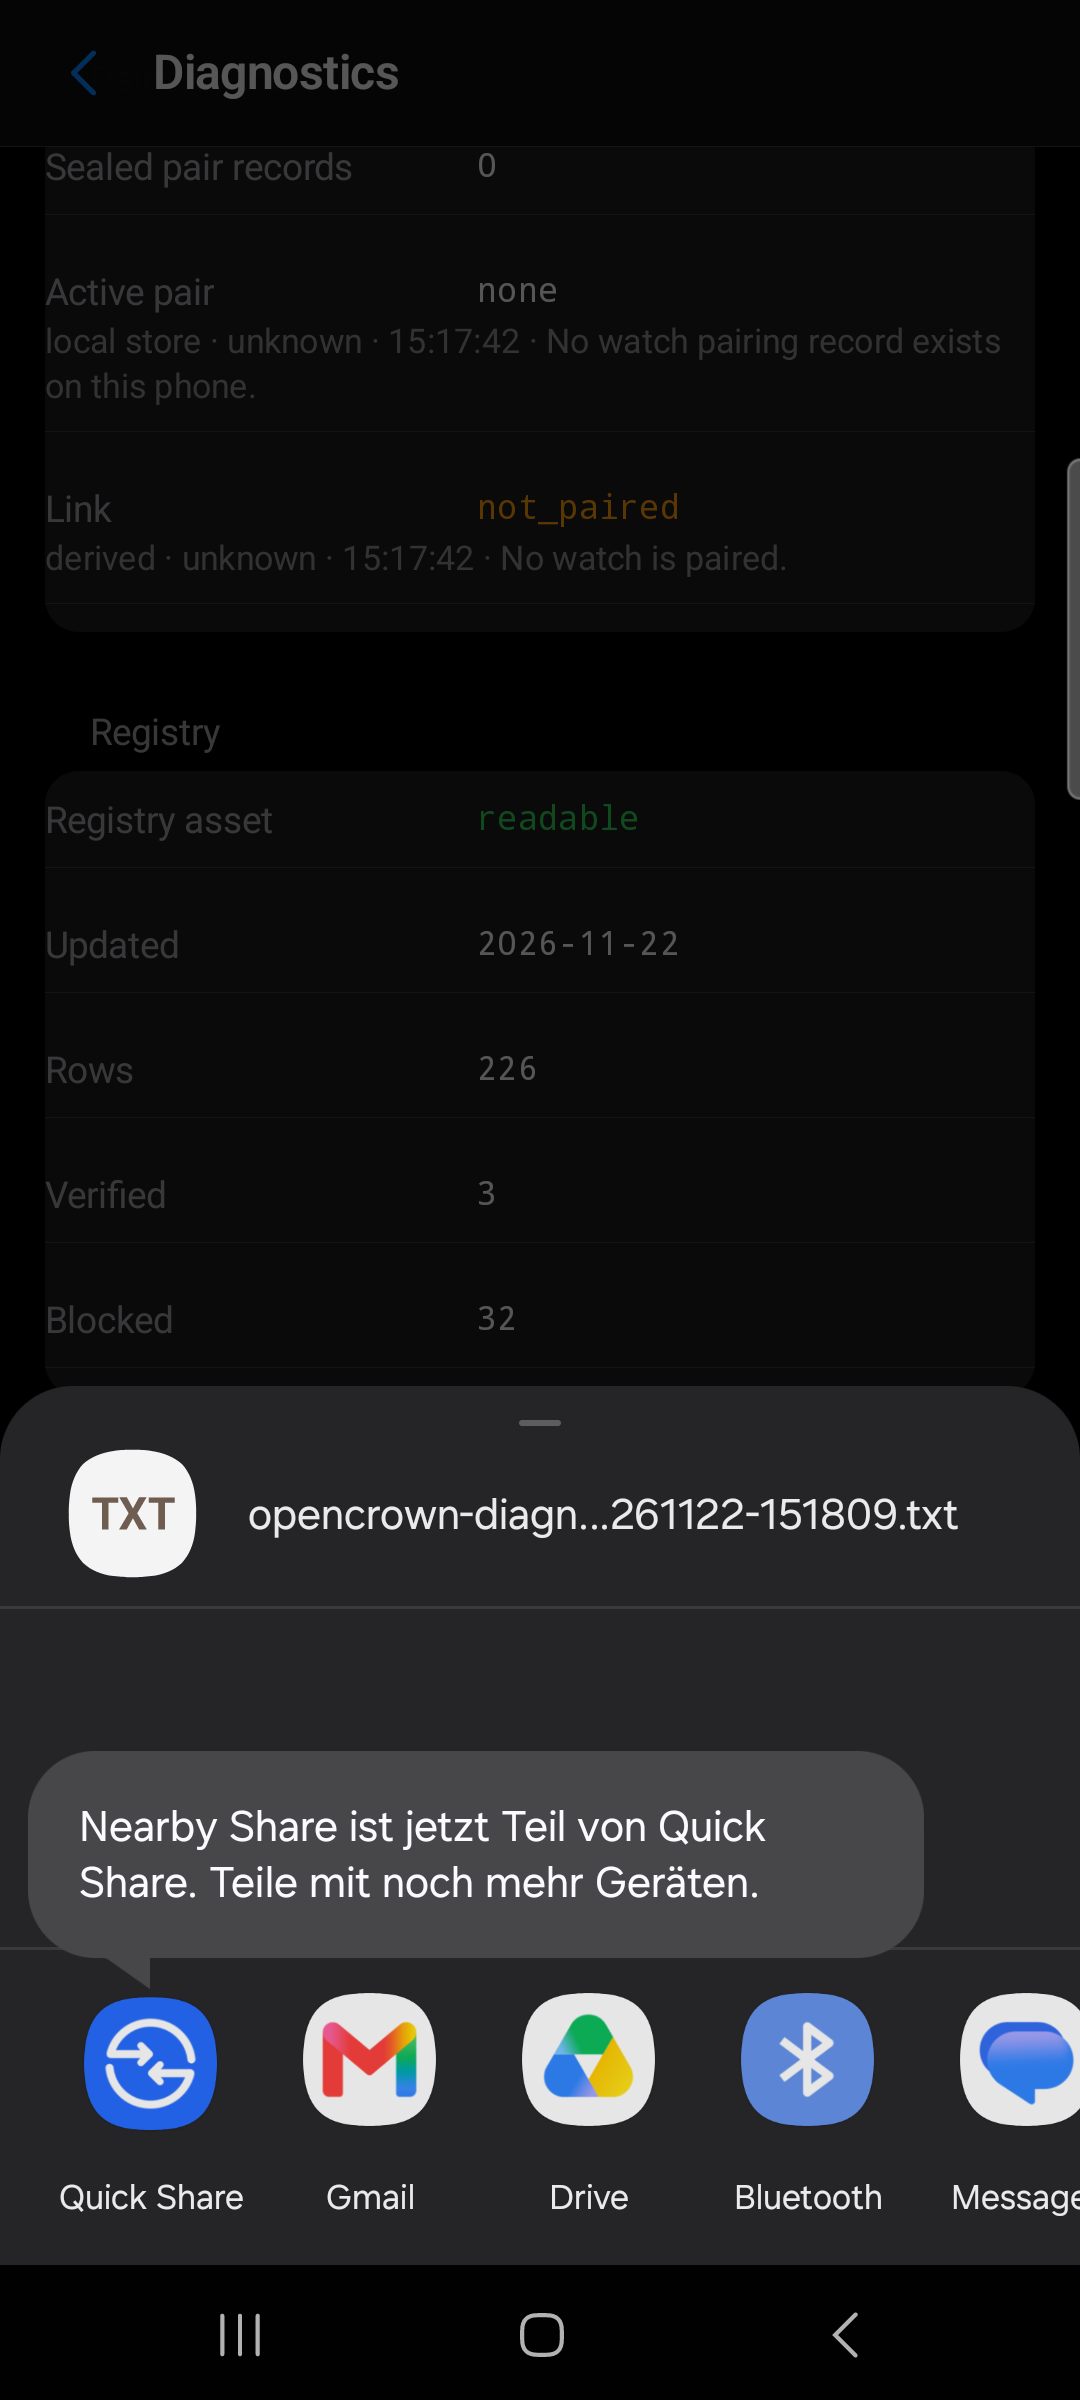 Diagnostics
Sealed pair records 0
Active pair none
local store · unknown · 15:17:42 · No watch pairing record exists
on this phone.
Link not_paired
derived · unknown · 15:17:42 · No watch is paired.
Registry
Registry asset readable
Updated 2026-11-22
Rows 226
Verified 3
Blocked 32
TXT
opencrown-diagn...261122-151809.txt
Nearby Share ist jetzt Teil von Quick
Share. Teile mit noch mehr Geräten.
Quick Share Gmail Drive Bluetooth Message